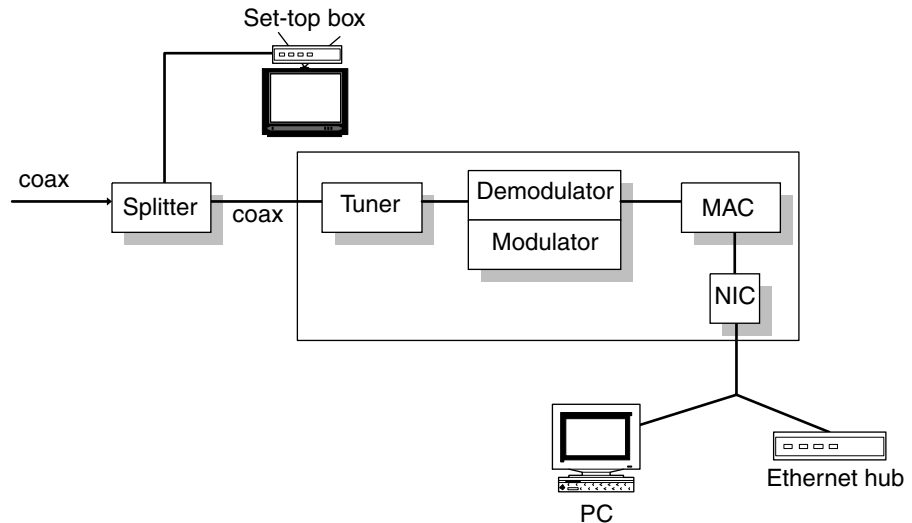 Set-top box
coax
Splitter
coax
Tuner
Demodulator
Modulator
MAC
NIC
PC
Ethernet hub